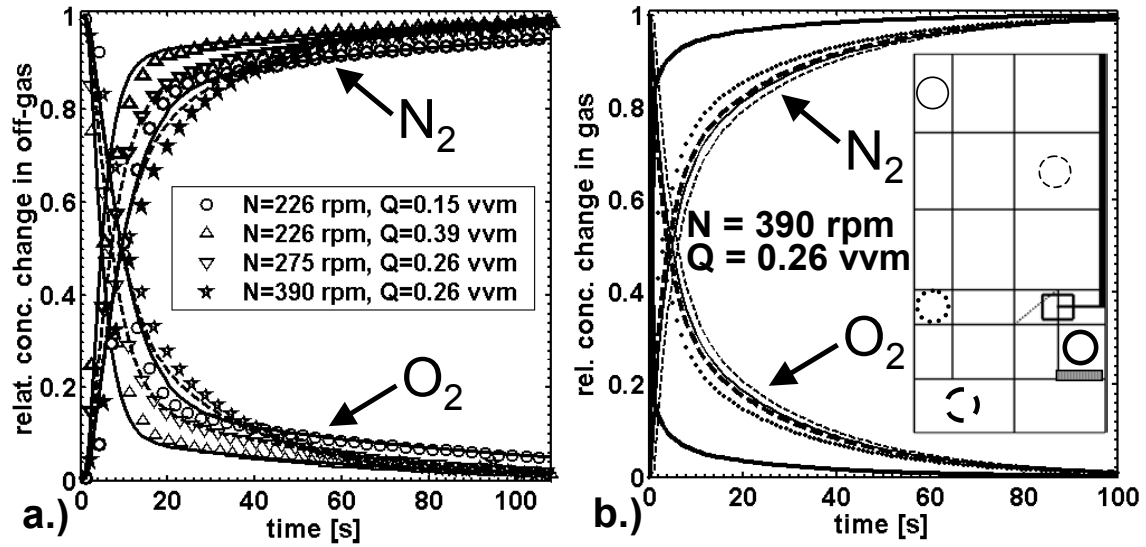 relat. conc. change in off-gas
1
0.8
0.6
0.4
0.2
0
0
20
40
60
80
100
time [s]
a.)
N2
N=226 rpm, Q=0.15 vvm
N=226 rpm, Q=0.39 vvm
N=275 rpm, Q=0.26 vvm
N=390 rpm, Q=0.26 vvm
O2
rel. conc. change in gas
1
0.8
0.6
0.4
0.2
0
0
20
40
60
80
100
time [s]
b.)
N2
N = 390 rpm
Q = 0.26 vvm
O2